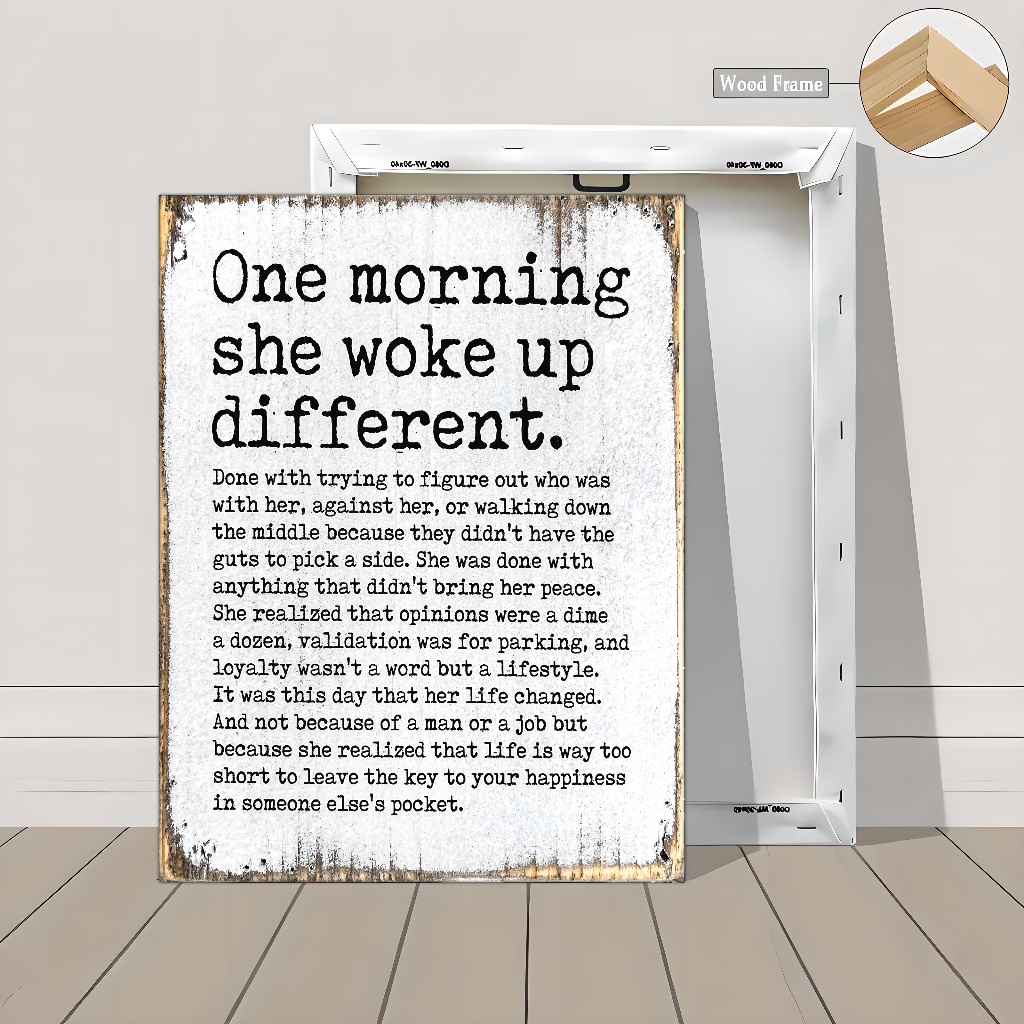 Wood Frame
One morning
she woke up
different.
Done with trying to figure out who was
with her, against her, or walking down
the middle because they didn't have the
guts to pick a side. She was done with
anything that didn't bring her peace.
She realized that opinions were a dime
a dozen, validation was for parking, and
loyalty wasn't a word but a lifestyle.
It was this day that her life changed.
And not because of a man or a job but
because she realized that life is way too
short to leave the key to your happiness
in someone else's pocket.